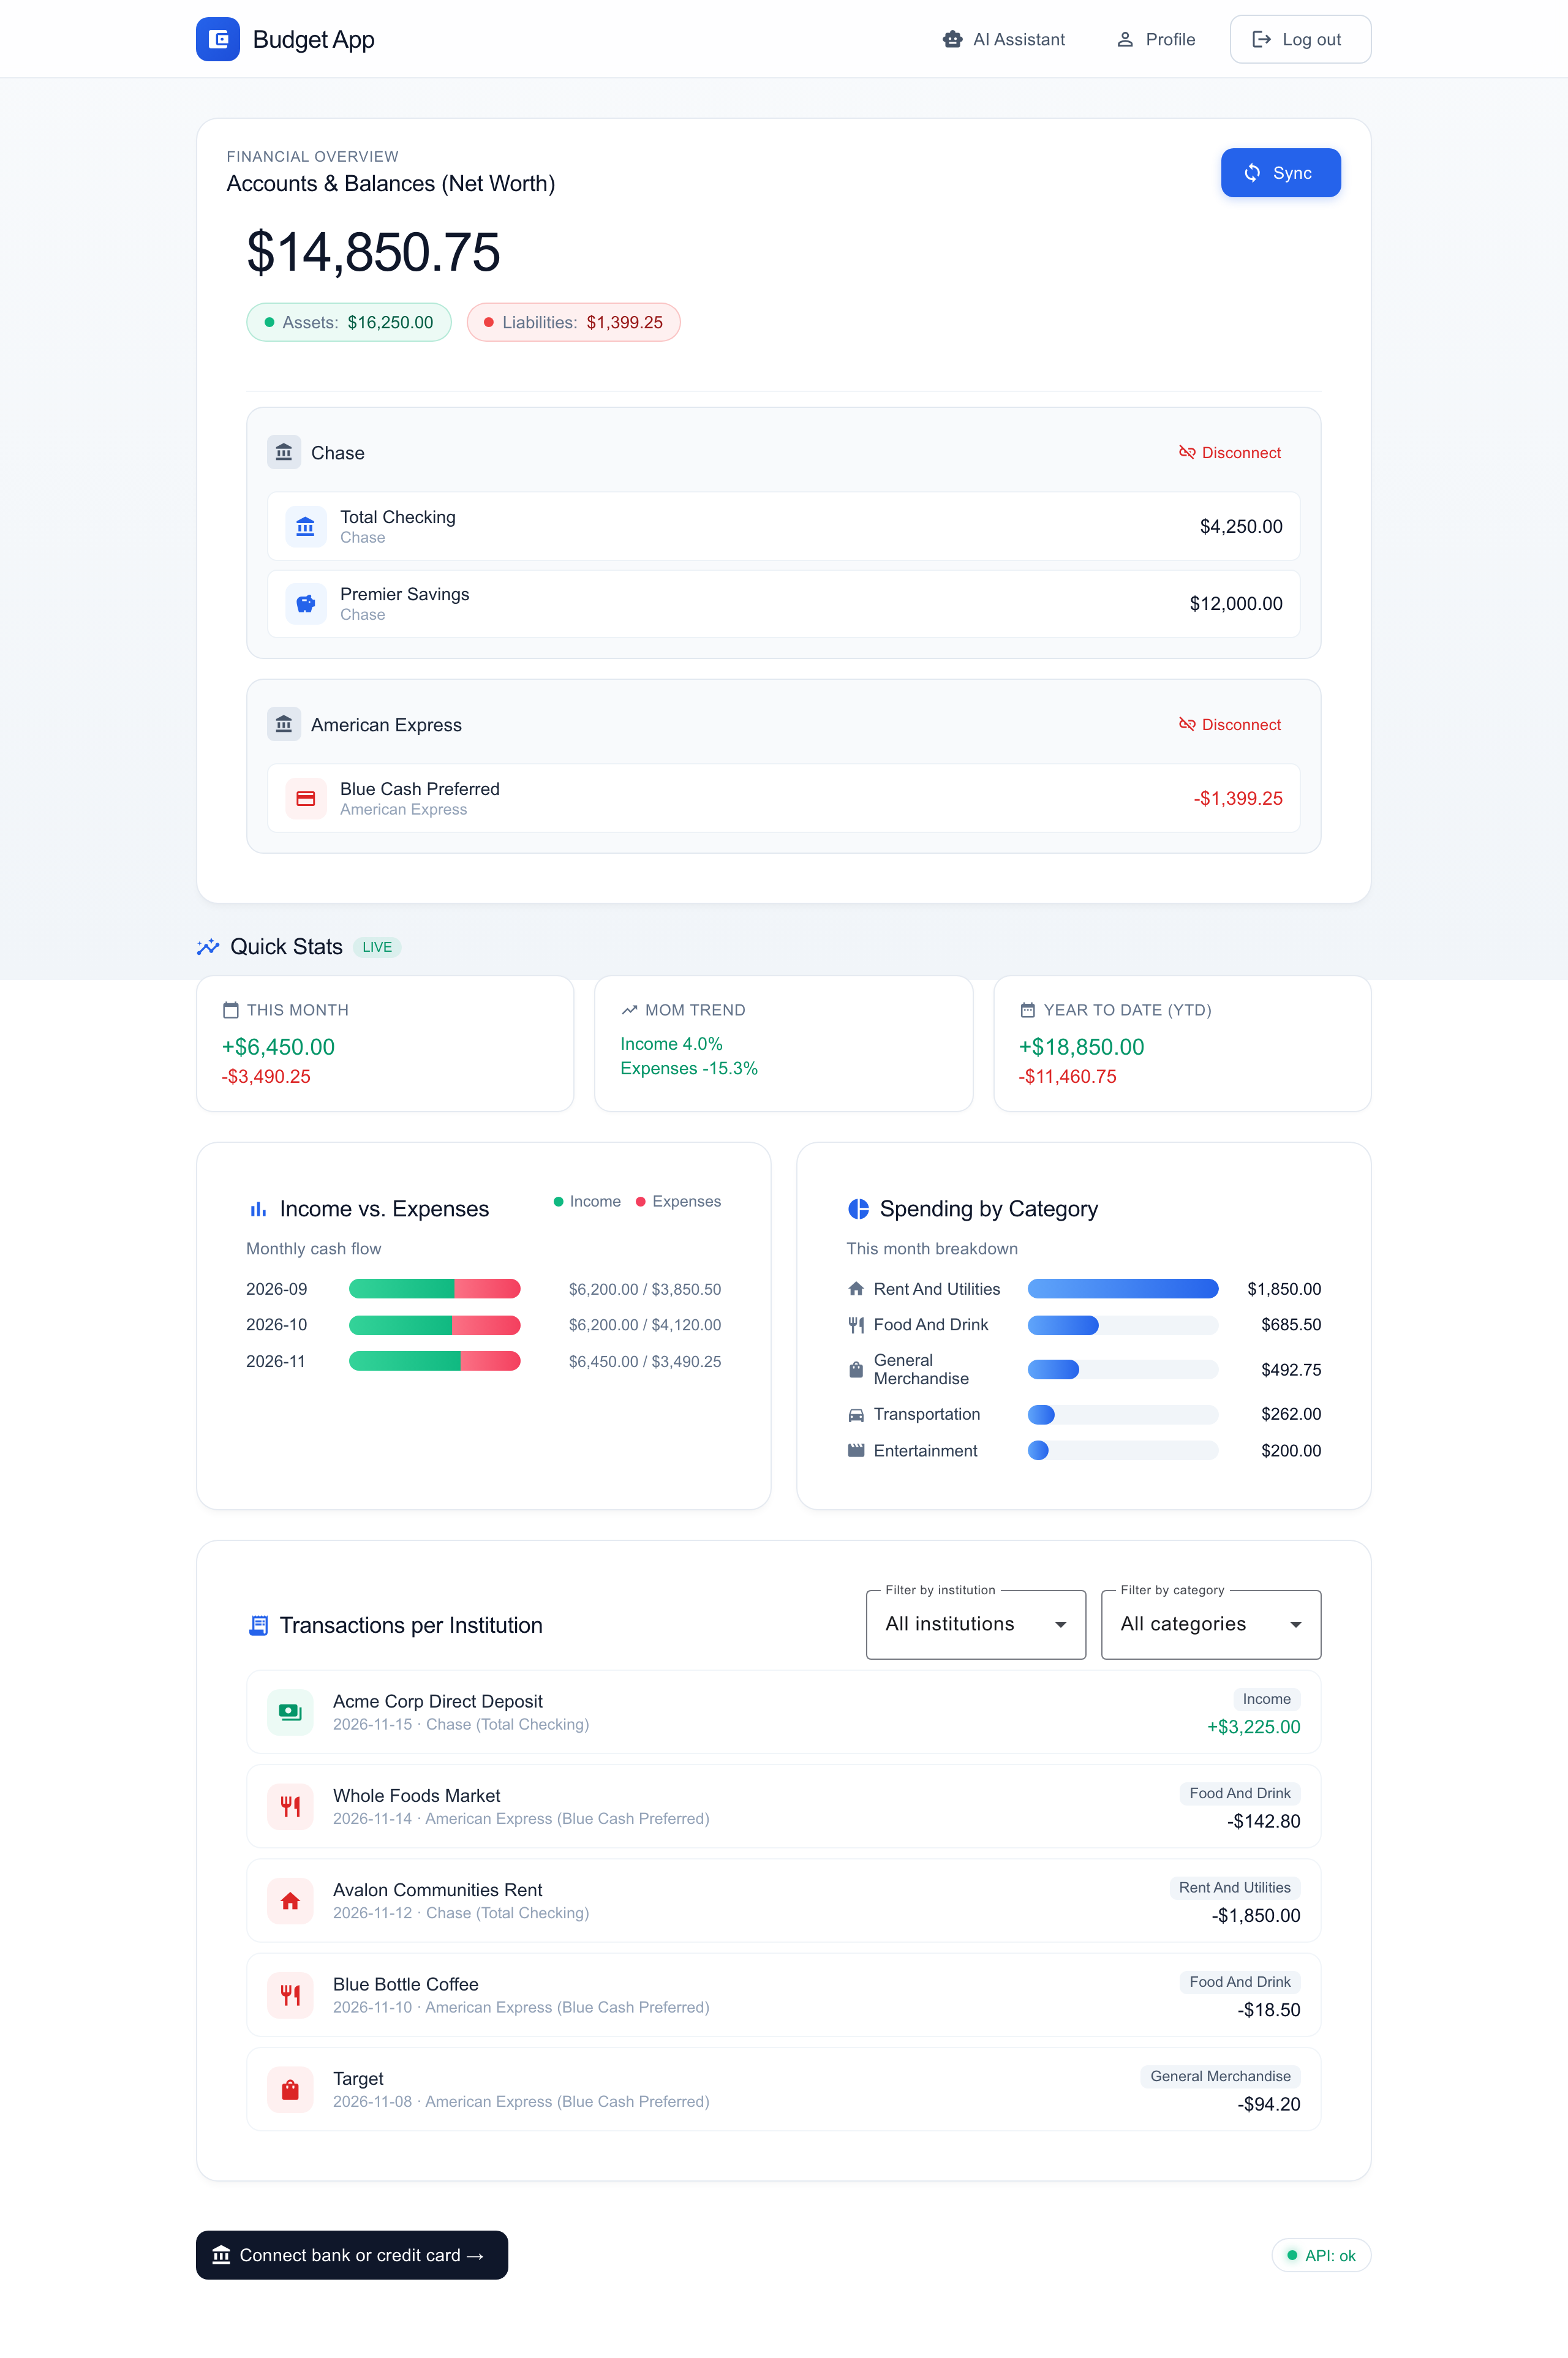 Budget App
AI Assistant
Profile
Log out
FINANCIAL OVERVIEW
Accounts & Balances (Net Worth)
Sync
$14,850.75
Assets: $16,250.00
Liabilities: $1,399.25
Chase
Disconnect
Total Checking
Chase
$4,250.00
Premier Savings
Chase
$12,000.00
American Express
Disconnect
Blue Cash Preferred
American Express
-$1,399.25
Quick Stats
LIVE
THIS MONTH
+$6,450.00
-$3,490.25
MOM TREND
Income 4.0%
Expenses -15.3%
YEAR TO DATE (YTD)
+$18,850.00
-$11,460.75
Income vs. Expenses
Income
Expenses
Monthly cash flow
2026-09
$6,200.00 / $3,850.50
2026-10
$6,200.00 / $4,120.00
2026-11
$6,450.00 / $3,490.25
Spending by Category
This month breakdown
Rent And Utilities
$1,850.00
Food And Drink
$685.50
General
Merchandise
$492.75
Transportation
$262.00
Entertainment
$200.00
Transactions per Institution
Filter by institution
All institutions
Filter by category
All categories
Acme Corp Direct Deposit
2026-11-15 · Chase (Total Checking)
Income
+$3,225.00
Whole Foods Market
2026-11-14 · American Express (Blue Cash Preferred)
Food And Drink
-$142.80
Avalon Communities Rent
2026-11-12 · Chase (Total Checking)
Rent And Utilities
-$1,850.00
Blue Bottle Coffee
2026-11-10 · American Express (Blue Cash Preferred)
Food And Drink
-$18.50
Target
2026-11-08 · American Express (Blue Cash Preferred)
General Merchandise
-$94.20
Connect bank or credit card →
API: ok